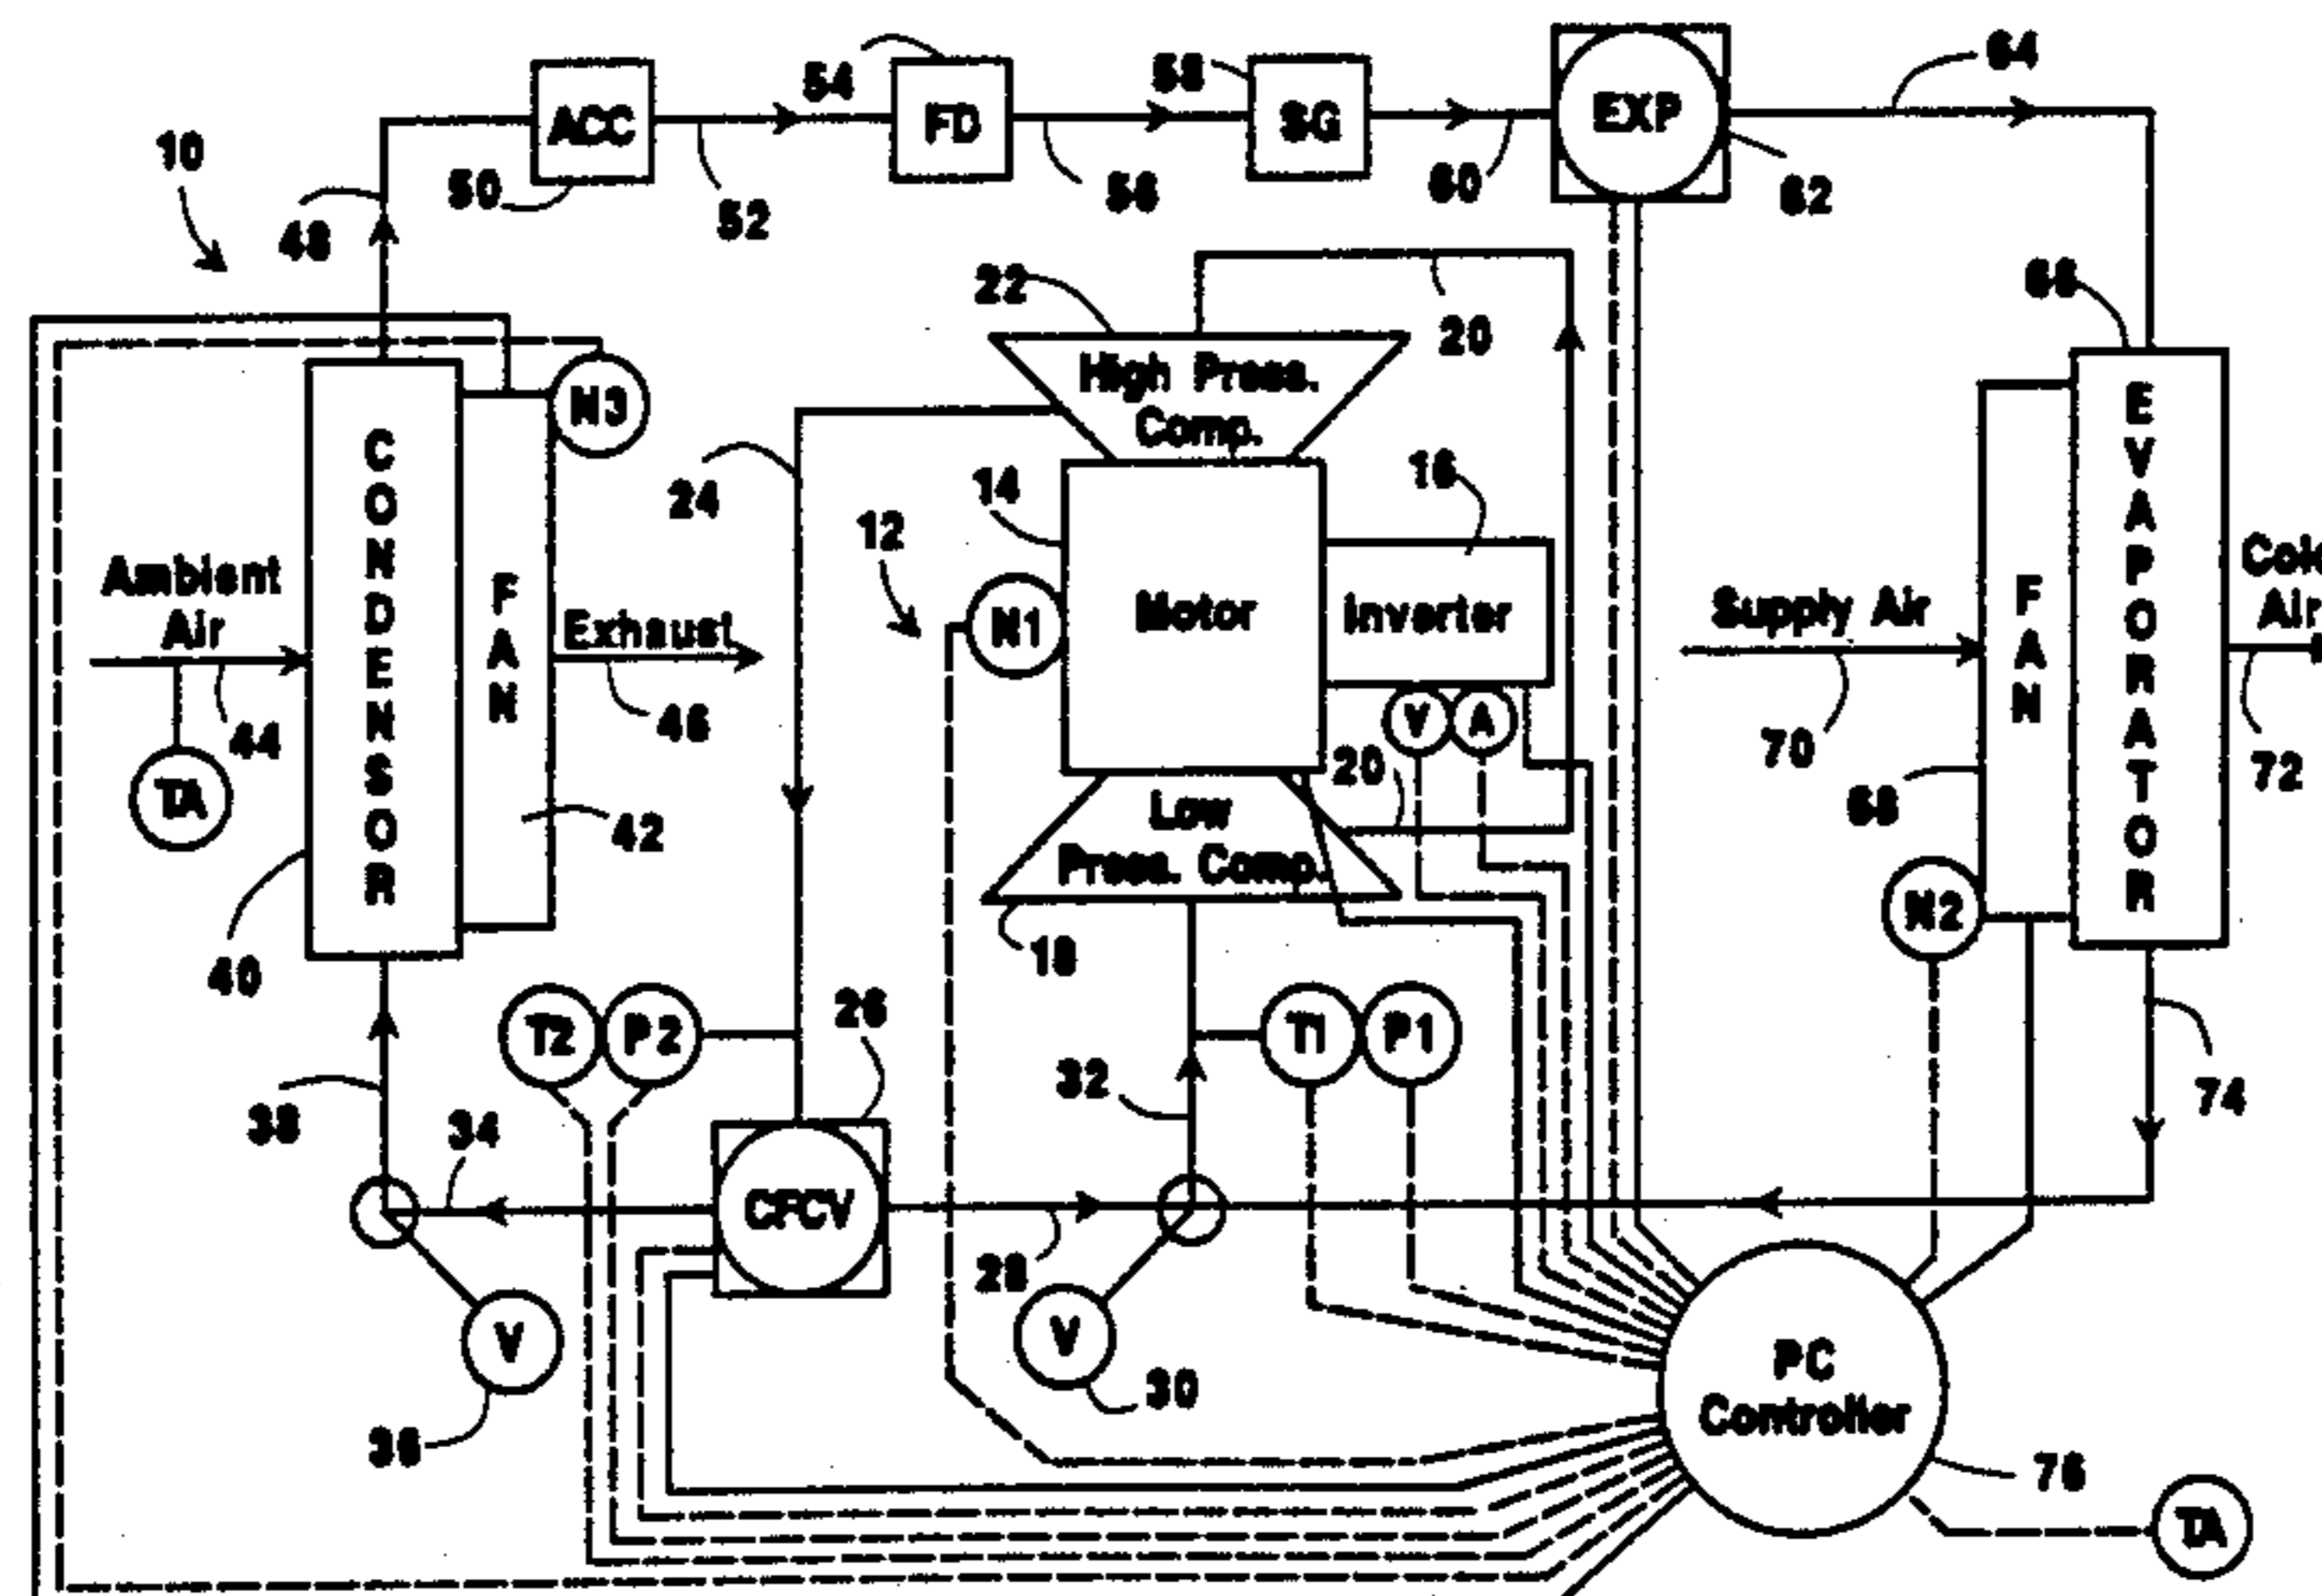 10
48
ACC
50
52
54
FD
56
58
SG
60
EXP
62
64
66
22
20
High Press.
Comp.
N3
24
14
12
16
Ambient
Air
CONDENSOR
FAN
Exhaust
N1
Motor
Inverter
V
A
Supply Air
FAN
EVAPORATOR
Air
44
46
70
72
TA
42
20
68
Low
Press. Comp.
18
N2
40
T2
P2
26
T1
P1
32
38
34
74
CFCV
28
V
36
V
30
PC
Controller
76
TA